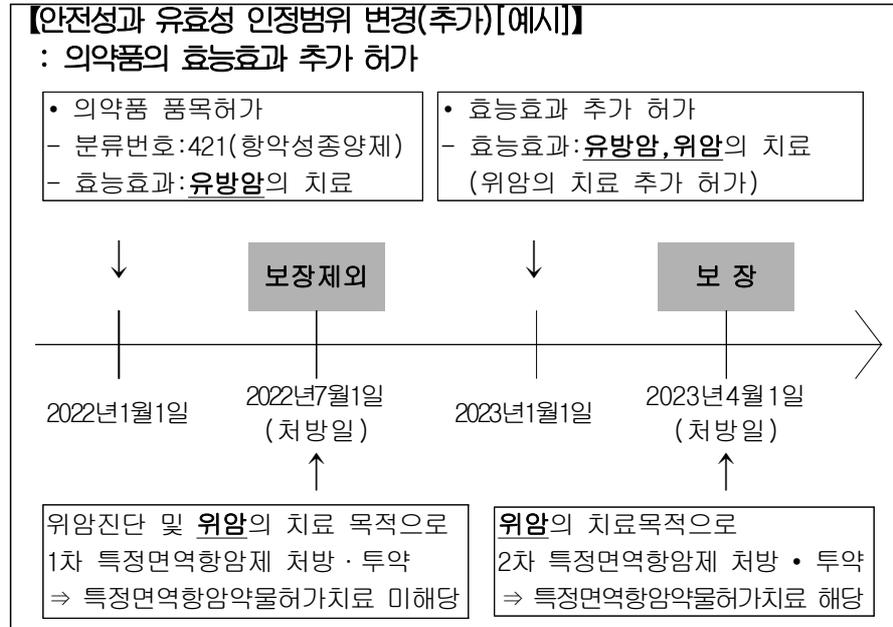 【안전성과 유효성 인정범위 변경(추가)[예시]】
: 의약품의 효능효과 추가 허가
• 의약품 품목허가
- 분류번호:421(항악성종양제)
- 효능효과:유방암의 치료
• 효능효과 추가 허가
- 효능효과:유방암,위암의 치료
(위암의 치료 추가 허가)
↓
보장제외
↓
보 장
2022년1월1일
2022년7월1일
(처방일)
2023년1월1일
2023년4월1일
(처방일)
↑
↑
위암진단 및 위암의 치료 목적으로
1차 특정면역항암제 처방·투약
⇒ 특정면역항암약물허가치료 미해당
위암의 치료목적으로
2차 특정면역항암제 처방 • 투약
⇒ 특정면역항암약물허가치료 해당